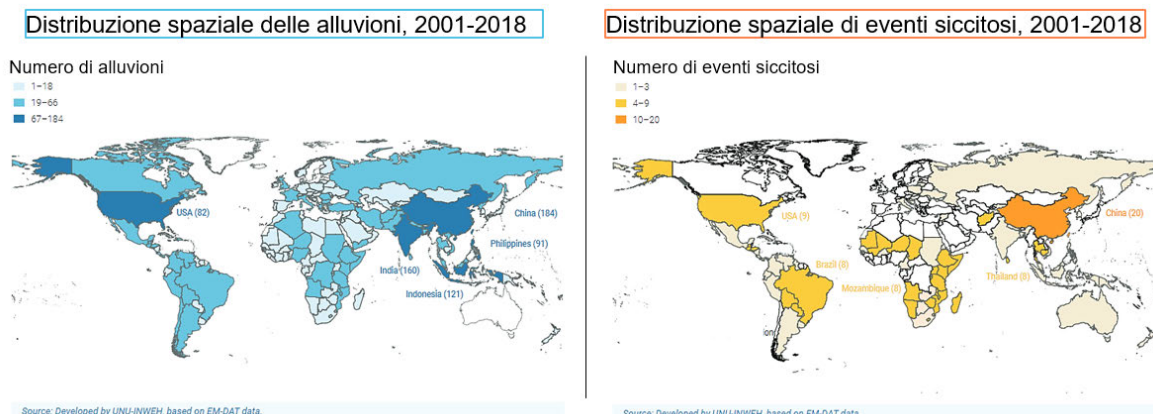 Distribuzione spaziale delle alluvioni, 2001-2018
Numero di alluvioni
1–18
19–66
67–184
USA (82)
China (184)
Philippines (91)
India (160)
Indonesia (121)
Source: Developed by UNU-INWEH, based on EM-DAT data.
Distribuzione spaziale di eventi siccitosi, 2001-2018
Numero di eventi siccitosi
1–3
4–9
10–20
USA (9)
China (20)
Brazil (8)
Thailand (8)
Mozambique (8)
ion
Source: Developed by UNU-INWEH, based on EM-DAT data